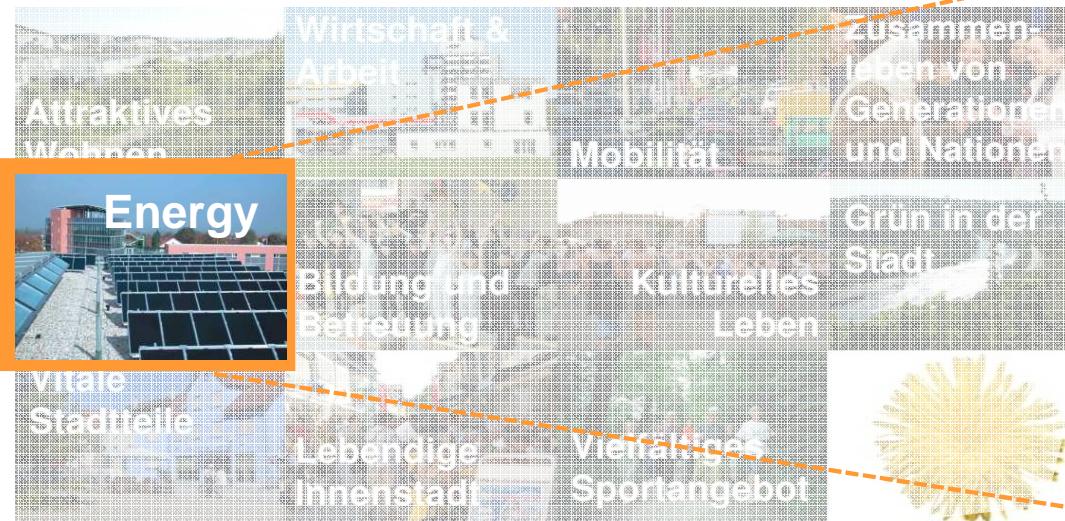 Attraktives
Wohnen
Wirtschaft &
Arbeit
Mobilität
Zusammen-
leben von
Generationen
und Nationen
Energy
Bildung und
Betreuung
Kulturelles
Leben
Grün in der
Stadt
Vitale
Stadtteile
Lebendige
Innenstadt
Vielfältiges
Sportangebot